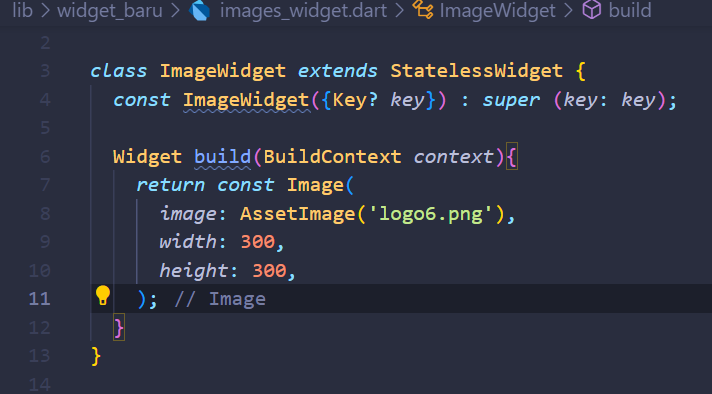 lib > widget_baru > images_widget.dart > ImageWidget > build
2
3 class ImageWidget extends StatelessWidget {
4   const ImageWidget({Key? key}) : super (key: key);
5
6   Widget build(BuildContext context){
7     return const Image(
8       image: AssetImage('logo6.png'),
9       width: 300,
10       height: 300,
11     ); // Image
12   }
13 }
14